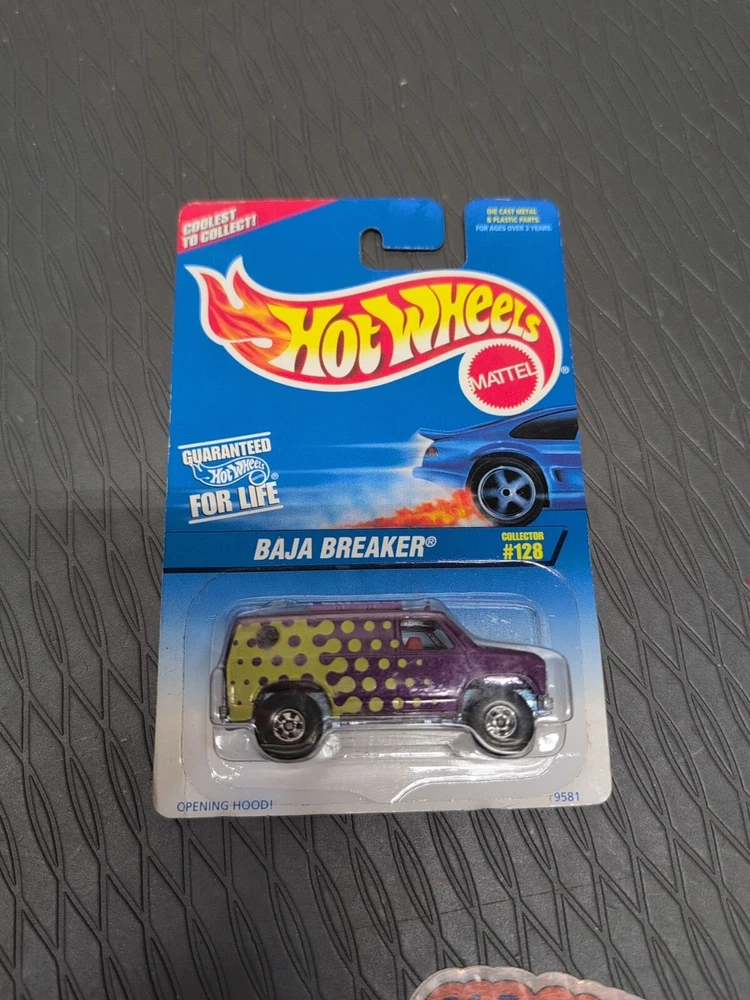 COOLEST
TO COLLECT!
DIE CAST METAL
& PLASTIC PARTS.
FOR AGES OVER 3 YEARS.
HOT WHEELS
MATTEL
®
GUARANTEED
HOT WHEELS ®
FOR LIFE
BAJA BREAKER®
COLLECTOR
#128
OPENING HOOD!
9581